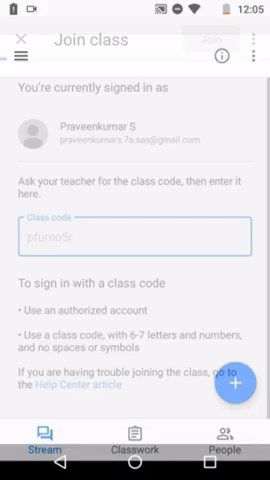 12:05
Join class
Join
You're currently signed in as
Praveenkumar S
praveenkumars.7a.sas@gmail.com
Ask your teacher for the class code, then enter it
here.
Class code
pfumo5r
To sign in with a class code
• Use an authorized account
• Use a class code, with 6-7 letters and numbers,
and no spaces or symbols
If you are having trouble joining the class, go to
the Help Center article
Stream
Classwork
People